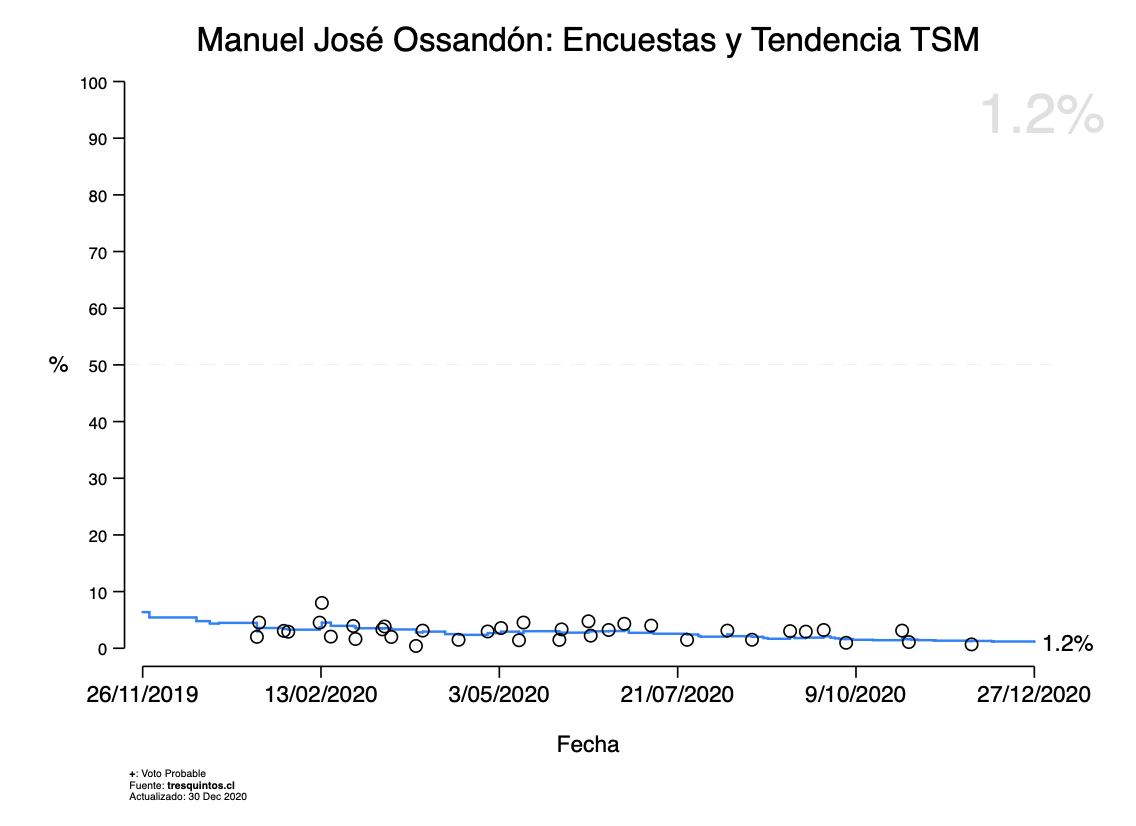 Manuel José Ossandón: Encuestas y Tendencia TSM
1.2%
100
90
80
70
60
50
40
30
20
10
0
%
1.2%
26/11/2019 13/02/2020 3/05/2020 21/07/2020 9/10/2020 27/12/2020
Fecha
+: Voto Probable
Fuente: tresquintos.cl
Actualizado: 30 Dec 2020